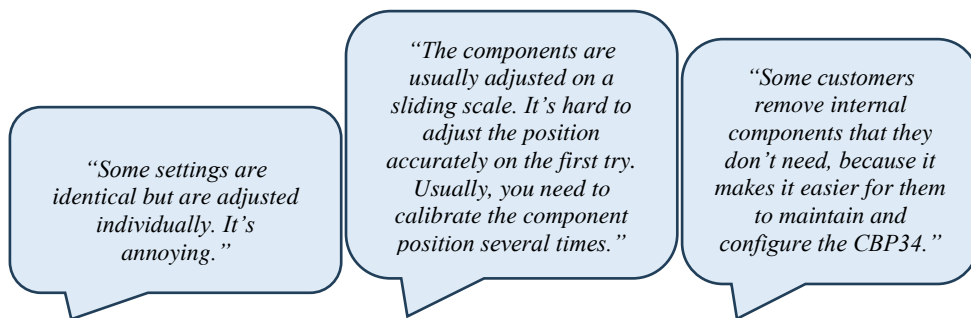 “Some settings are
identical but are adjusted
individually. It’s
annoying.”
“The components are
usually adjusted on a
sliding scale. It’s hard to
adjust the position
accurately on the first try.
Usually, you need to
calibrate the component
position several times.”
“Some customers
remove internal
components that they
don’t need, because it
makes it easier for them
to maintain and
configure the CBP34.”